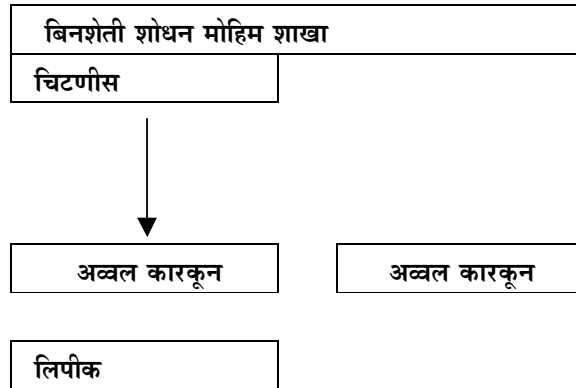 बिनशेती शोधन मोहिम शाखा
चिटणीस
अव्वल कारकून
अव्वल कारकून
लिपीक